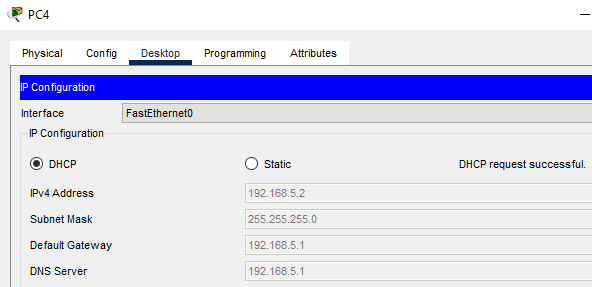 PC4
Physical Config Desktop Programming Attributes
IP Configuration
Interface FastEthernet0
IP Configuration
DHCP Static DHCP request successful.
IPv4 Address 192.168.5.2
Subnet Mask 255.255.255.0
Default Gateway 192.168.5.1
DNS Server 192.168.5.1